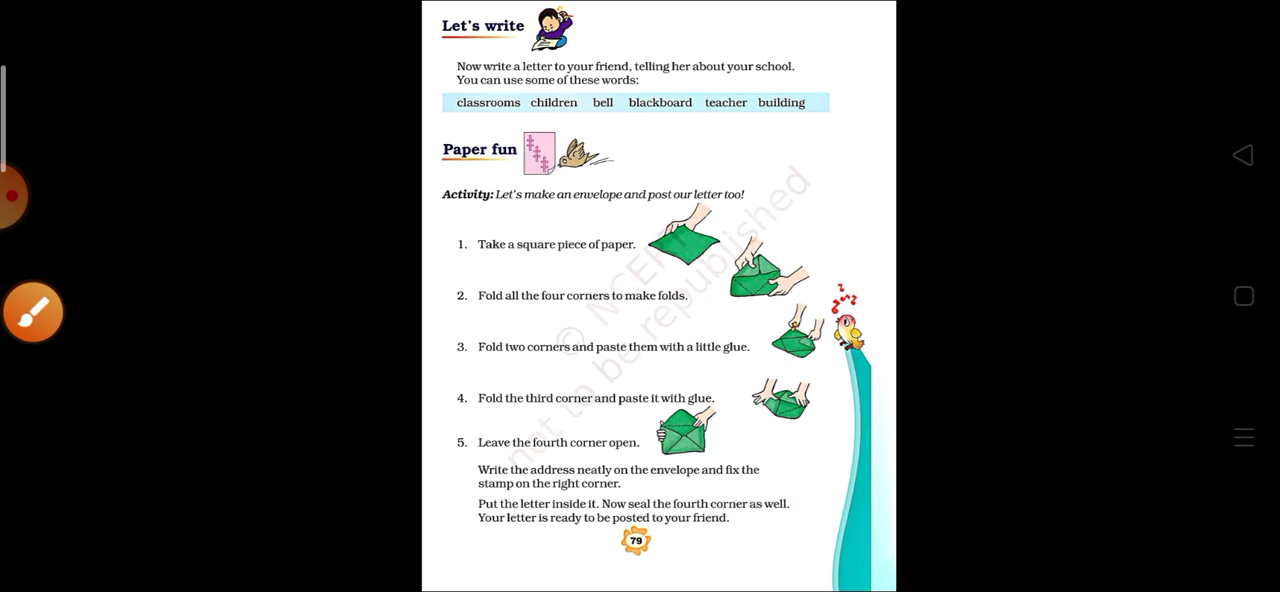 Let's write
Now write a letter to your friend, telling her about your school.
You can use some of these words:
classrooms children bell blackboard teacher building
Paper fun
Activity: Let's make an envelope and post our letter too!
1. Take a square piece of paper.
2. Fold all the four corners to make folds.
3. Fold two corners and paste them with a little glue.
4. Fold the third corner and paste it with glue.
5. Leave the fourth corner open.
Write the address neatly on the envelope and fix the
stamp on the right corner.
Put the letter inside it. Now seal the fourth corner as well.
Your letter is ready to be posted to your friend.
79
© NCERT
not to be republished